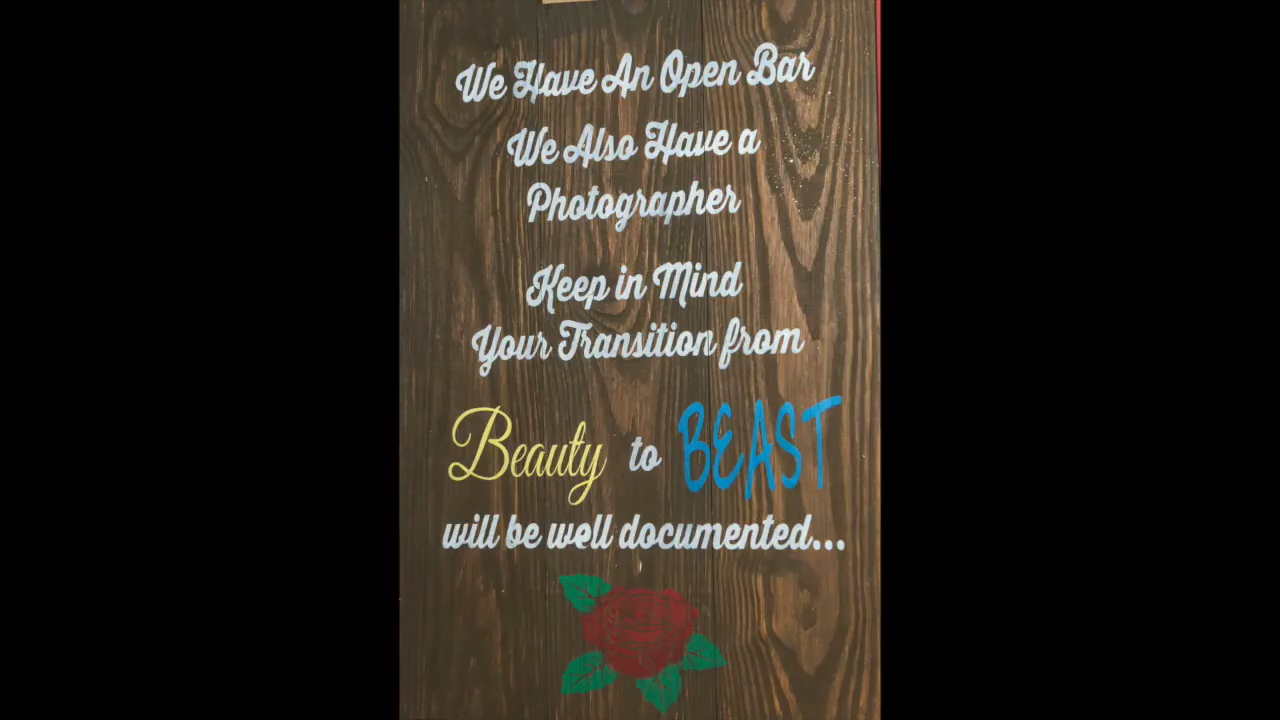 We Have An Open Bar
We Also Have a
Photographer
Keep in Mind
Your Transition from
Beauty to BEAST
will be well documented...